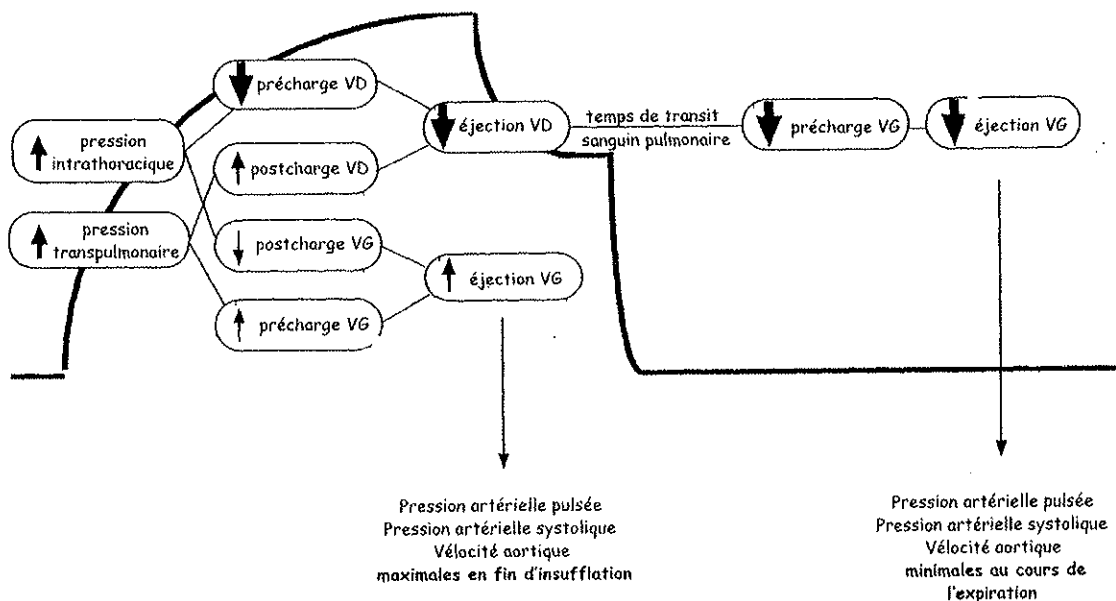 précharge VD
pression
intrathoracique
éjection VD
temps de transit
sanguin pulmonaire
précharge VG
éjection VG
postcharge VD
pression
transpulmonaire
postcharge VG
éjection VG
précharge VG
Pression artérielle pulsée
Pression artérielle systolique
Vélocité aortique
maximales en fin d'insufflation
Pression artérielle pulsée
Pression artérielle systolique
Vélocité aortique
minimales au cours de
l'expiration